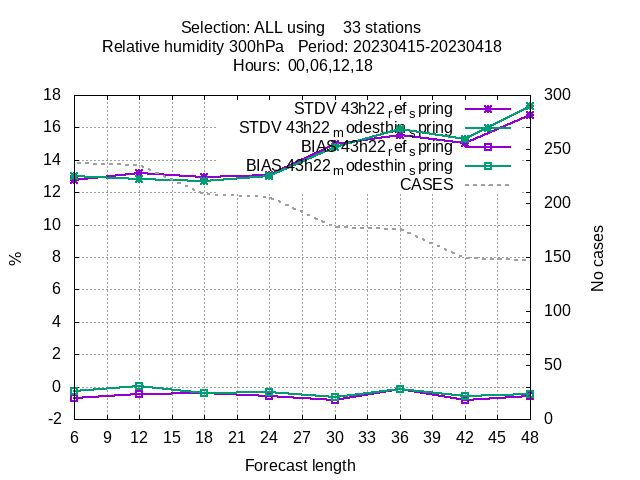 Selection: ALL using    33 stations
Relative humidity 300hPa   Period: 20230415-20230418
Hours:  00,06,12,18
18 300
STDV 43h22_ref_spring
16 STDV 43h22_modesthin_spring
BIAS 43h22_ref_spring 250
14 BIAS 43h22_modesthin_spring
CASES
12 200
10
8 150
6
4 100
2
50
0
-2 0
%
No cases
6 9 12 15 18 21 24 27 30 33 36 39 42 45 48
Forecast length